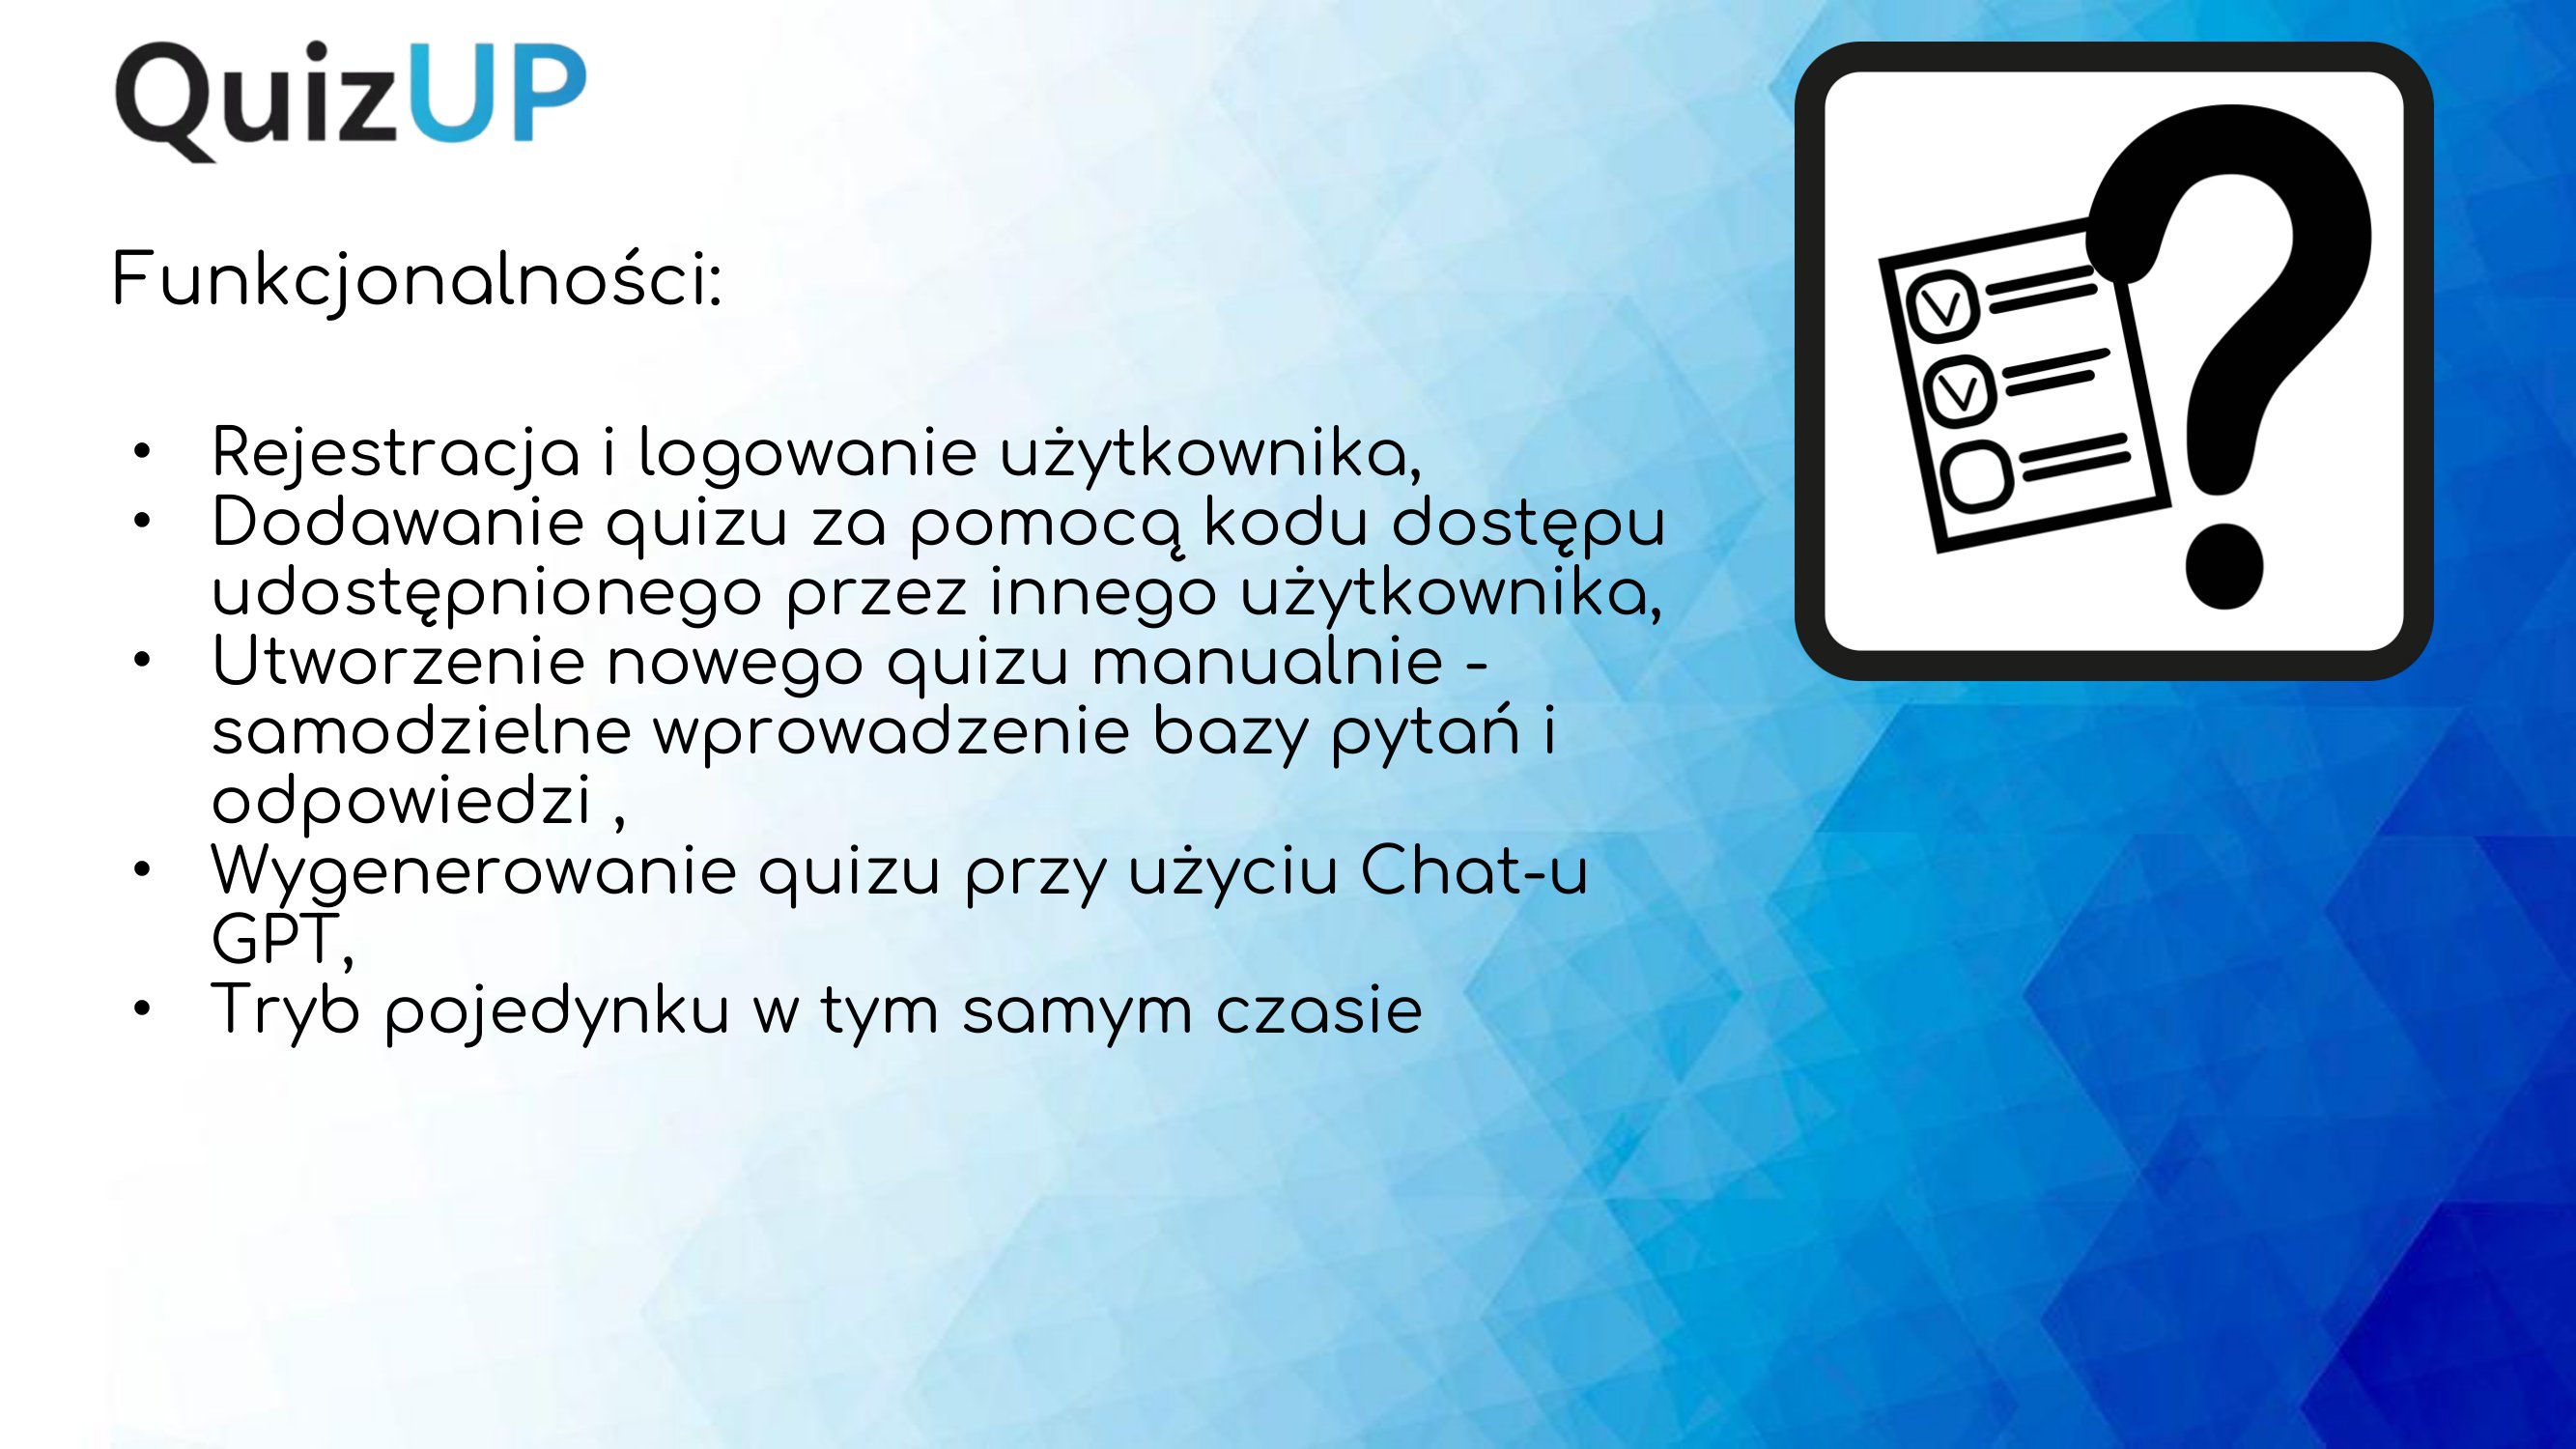 QuizUP
Funkcjonalności:
• Rejestracja i logowanie użytkownika,
• Dodawanie quizu za pomocą kodu dostępu
udostępnionego przez innego użytkownika,
• Utworzenie nowego quizu manualnie -
samodzielne wprowadzenie bazy pytań i
odpowiedzi ,
• Wygenerowanie quizu przy użyciu Chat-u
GPT,
• Tryb pojedynku w tym samym czasie